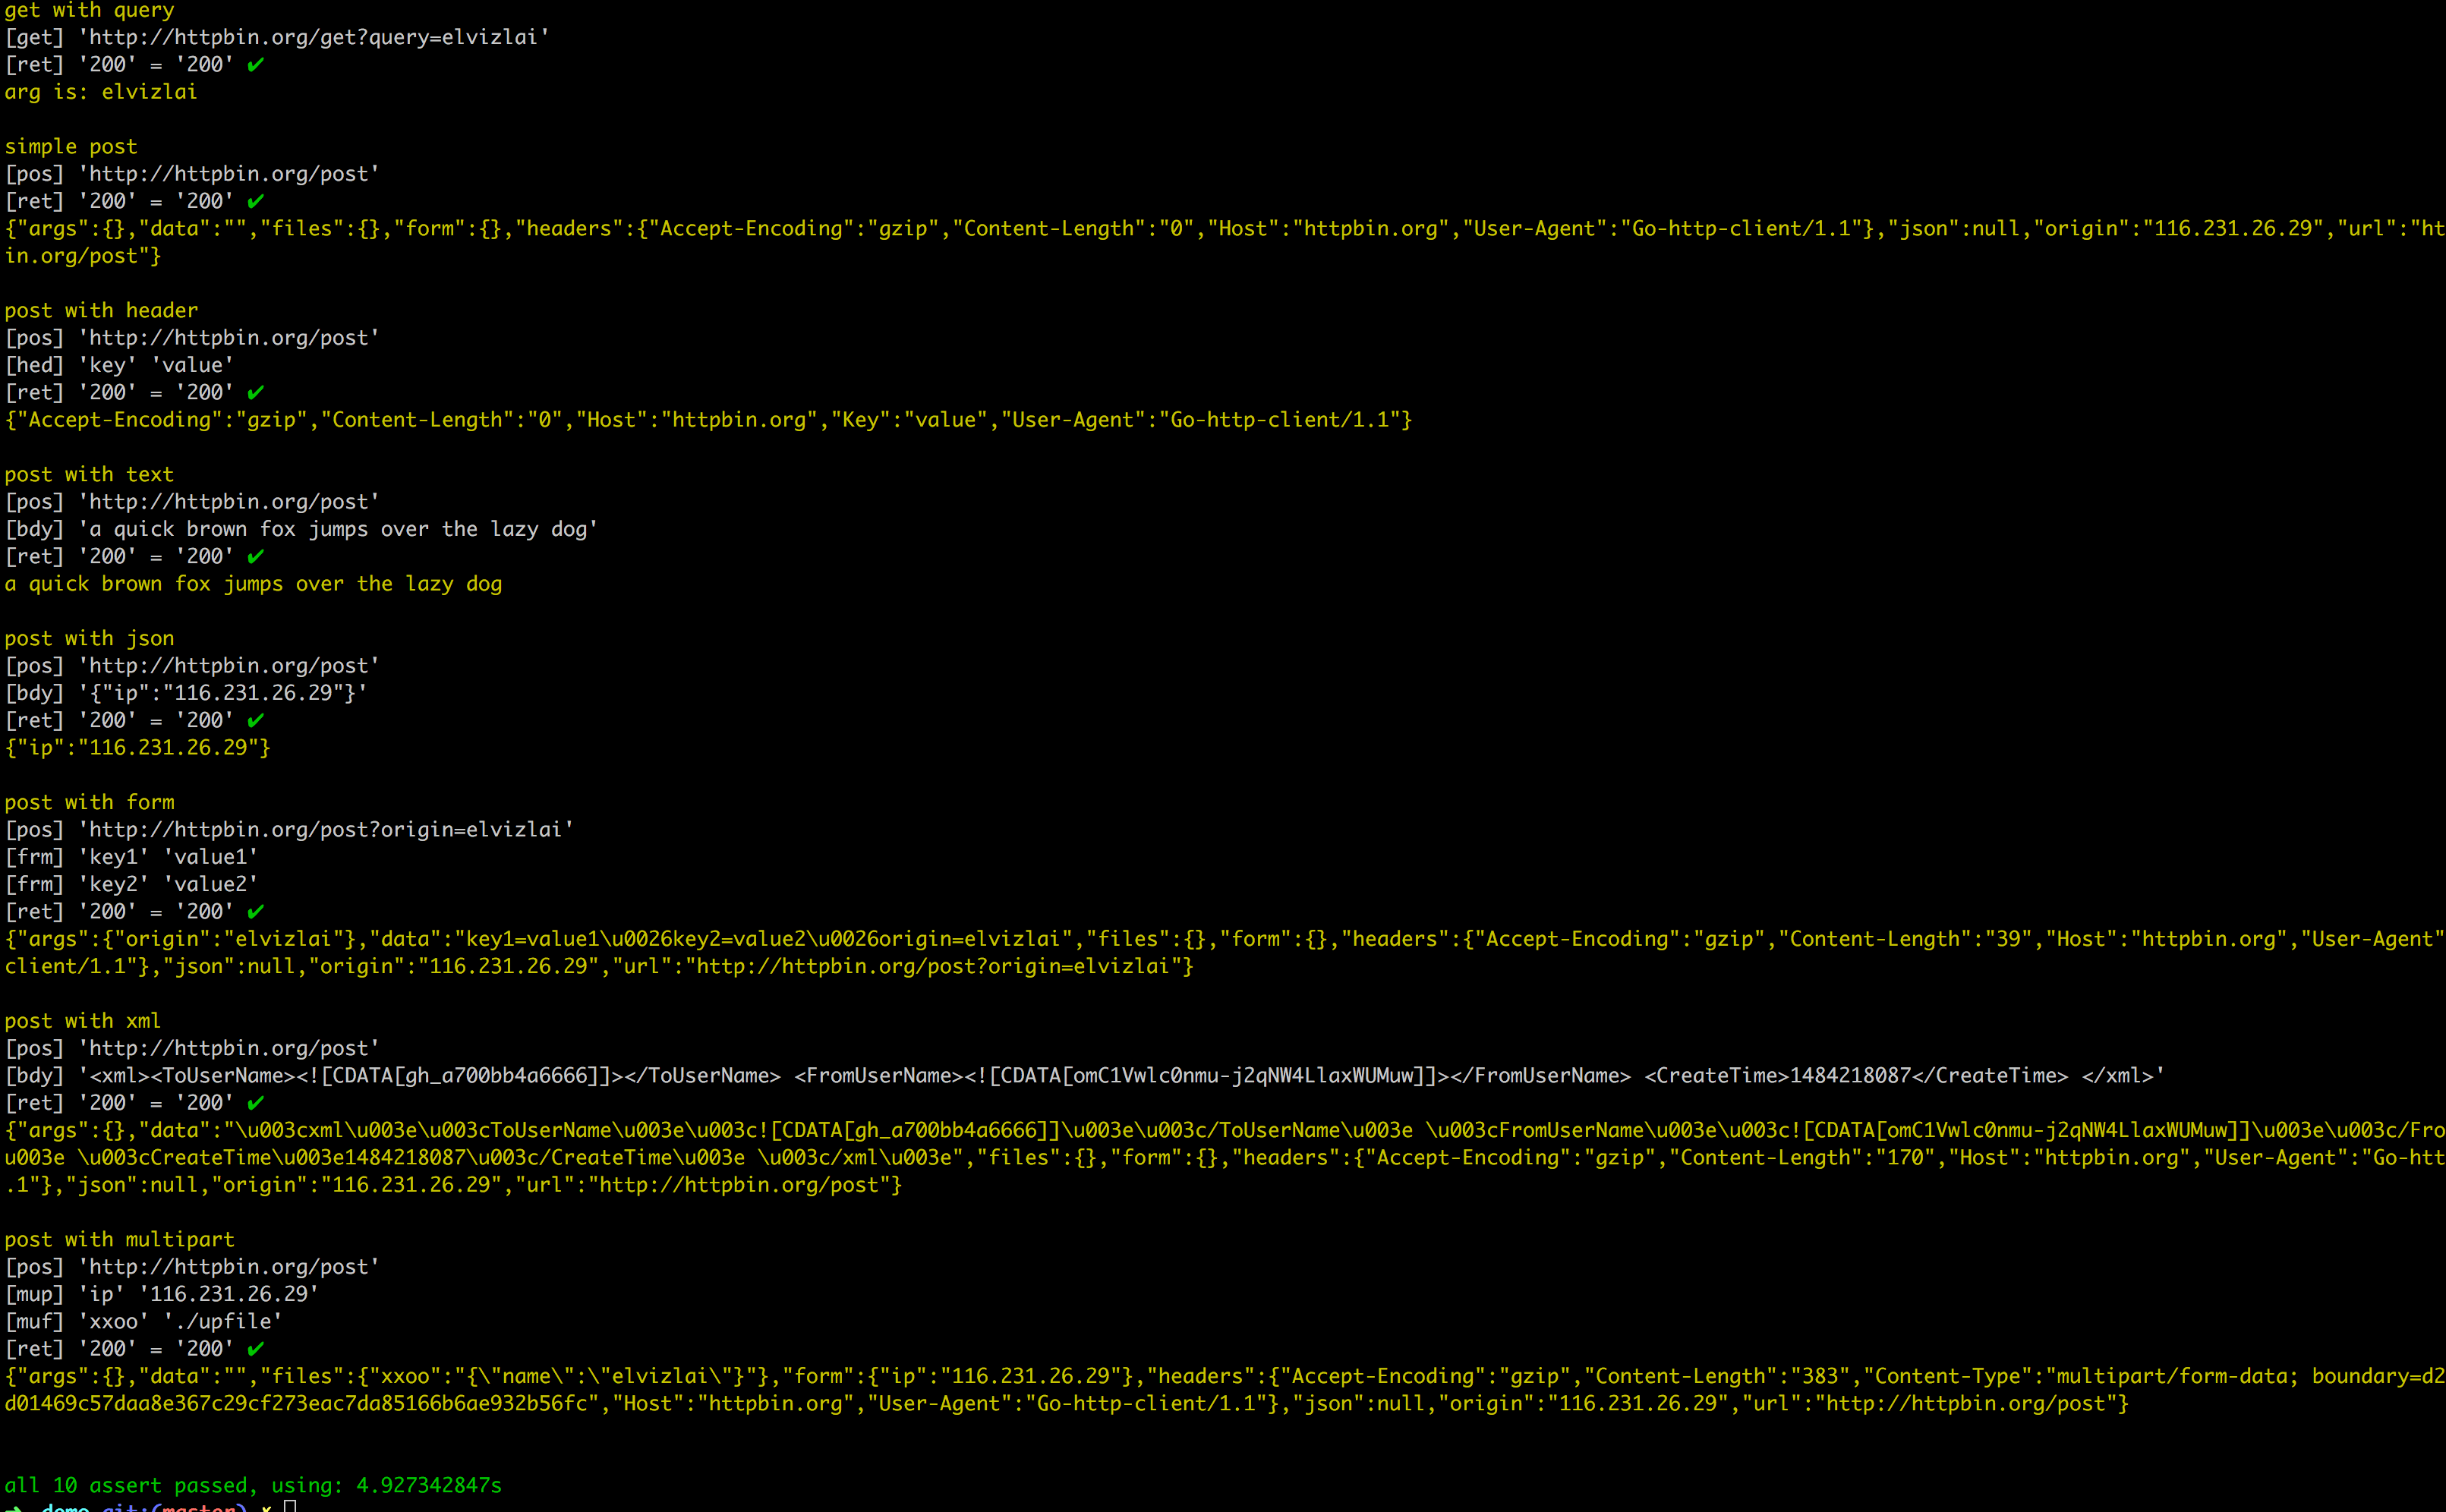 get with query
[get] 'http://httpbin.org/get?query=elvizlai'
[ret] '200' = '200' ✔
arg is: elvizlai
simple post
[pos] 'http://httpbin.org/post'
[ret] '200' = '200' ✔
{"args":{},"data":"","files":{},"form":{},"headers":{"Accept-Encoding":"gzip","Content-Length":"0","Host":"httpbin.org","User-Agent":"Go-http-client/1.1"},"json":null,"origin":"116.231.26.29","url":"ht
in.org/post"}
post with header
[pos] 'http://httpbin.org/post'
[hed] 'key' 'value'
[ret] '200' = '200' ✔
{"Accept-Encoding":"gzip","Content-Length":"0","Host":"httpbin.org","Key":"value","User-Agent":"Go-http-client/1.1"}
post with text
[pos] 'http://httpbin.org/post'
[bdy] 'a quick brown fox jumps over the lazy dog'
[ret] '200' = '200' ✔
a quick brown fox jumps over the lazy dog
post with json
[pos] 'http://httpbin.org/post'
[bdy] '{"ip":"116.231.26.29"}'
[ret] '200' = '200' ✔
{"ip":"116.231.26.29"}
post with form
[pos] 'http://httpbin.org/post?origin=elvizlai'
[frm] 'key1' 'value1'
[frm] 'key2' 'value2'
[ret] '200' = '200' ✔
{"args":{"origin":"elvizlai"},"data":"key1=value1\u0026key2=value2\u0026origin=elvizlai","files":{},"form":{},"headers":{"Accept-Encoding":"gzip","Content-Length":"39","Host":"httpbin.org","User-Agent"
client/1.1"},"json":null,"origin":"116.231.26.29","url":"http://httpbin.org/post?origin=elvizlai"}
post with xml
[pos] 'http://httpbin.org/post'
[bdy] '<xml><ToUserName><![CDATA[gh_a700bb4a6666]]></ToUserName> <FromUserName><![CDATA[omC1Vwlc0nmu-j2qNW4LlaxWUMuw]]></FromUserName> <CreateTime>1484218087</CreateTime> </xml>'
[ret] '200' = '200' ✔
{"args":{},"data":"\u003cxml\u003e\u003cToUserName\u003e\u003c![CDATA[gh_a700bb4a6666]]\u003e\u003c/ToUserName\u003e \u003cFromUserName\u003e\u003c![CDATA[omC1Vwlc0nmu-j2qNW4LlaxWUMuw]]\u003e\u003c/Fro
u003e \u003cCreateTime\u003e1484218087\u003c/CreateTime\u003e \u003c/xml\u003e","files":{},"form":{},"headers":{"Accept-Encoding":"gzip","Content-Length":"170","Host":"httpbin.org","User-Agent":"Go-htt
.1"},"json":null,"origin":"116.231.26.29","url":"http://httpbin.org/post"}
post with multipart
[pos] 'http://httpbin.org/post'
[mup] 'ip' '116.231.26.29'
[muf] 'xxoo' './upfile'
[ret] '200' = '200' ✔
{"args":{},"data":"","files":{"xxoo":"{\"name\":\"elvizlai\"}"},"form":{"ip":"116.231.26.29"},"headers":{"Accept-Encoding":"gzip","Content-Length":"383","Content-Type":"multipart/form-data; boundary=d2
d01469c57daa8e367c29cf273eac7da85166b6ae932b56fc","Host":"httpbin.org","User-Agent":"Go-http-client/1.1"},"json":null,"origin":"116.231.26.29","url":"http://httpbin.org/post"}
all 10 assert passed, using: 4.927342847s
➜ demo git:(master) ✗